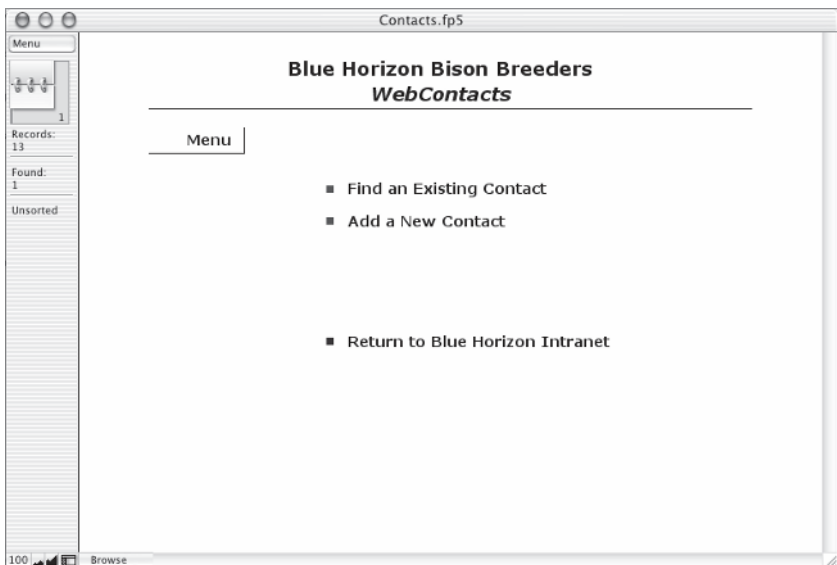 Contacts.fp5
Menu
1
Records:
13
Found:
1
Unsorted
Blue Horizon Bison Breeders
WebContacts
Menu
Find an Existing Contact
Add a New Contact
Return to Blue Horizon Intranet
100
Browse